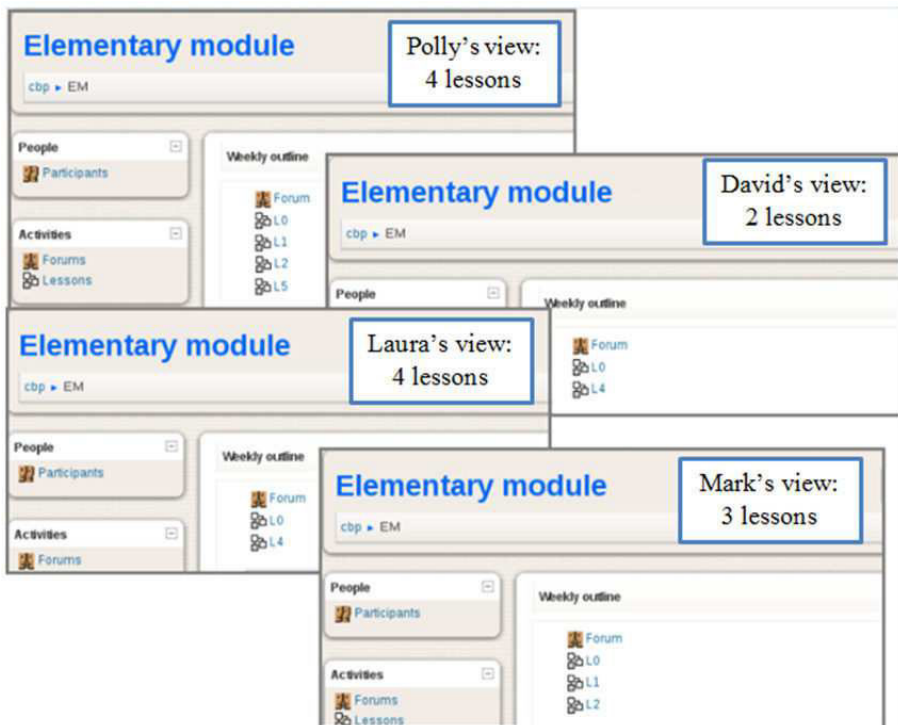 Elementary module
Polly's view:
4 lessons
cbp ▸ EM
People
Participants
Activities
Forums
Lessons
Weekly outline
Forum
L0
L1
L2
L5
Elementary module
David's view:
2 lessons
cbp ▸ EM
People
Weekly outline
Forum
L0
L4
Elementary module
Laura's view:
4 lessons
cbp ▸ EM
People
Participants
Activities
Forums
Weekly outline
Forum
L0
L4
Elementary module
Mark's view:
3 lessons
cbp ▸ EM
People
Participants
Activities
Forums
Lessons
Weekly outline
Forum
L0
L1
L2